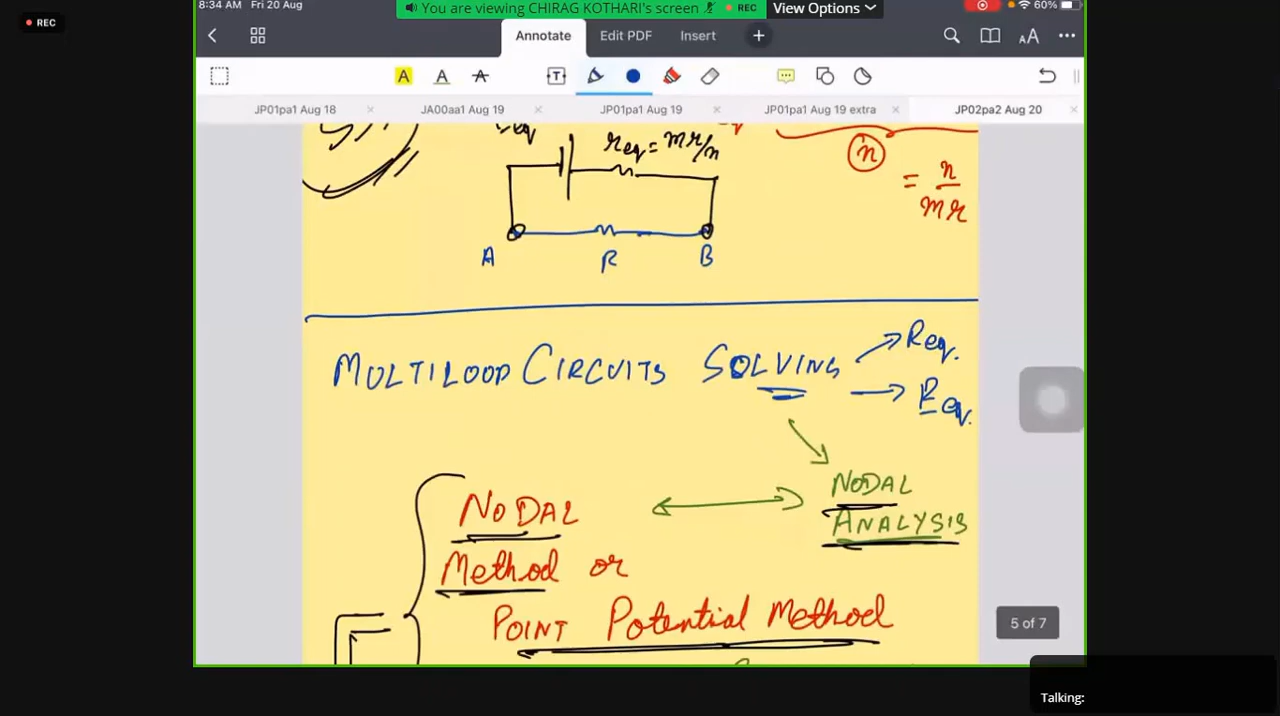 8:34 AM Fri 20 Aug
You are viewing CHIRAG KOTHARI's screen
REC
View Options
60%
REC
Annotate
Edit PDF
Insert
JP01pa1 Aug 18
JA00aa1 Aug 19
JP01pa1 Aug 19
JP01pa1 Aug 19 extra
JP02pa2 Aug 20
req = mr/n
n
= n/mr
A R B
MULTILOOP CIRCUITS SOLVING → Req.
→ Eeq.
NODAL
ANALYSIS
NODAL
Method or
POINT Potential Method
5 of 7
Talking: